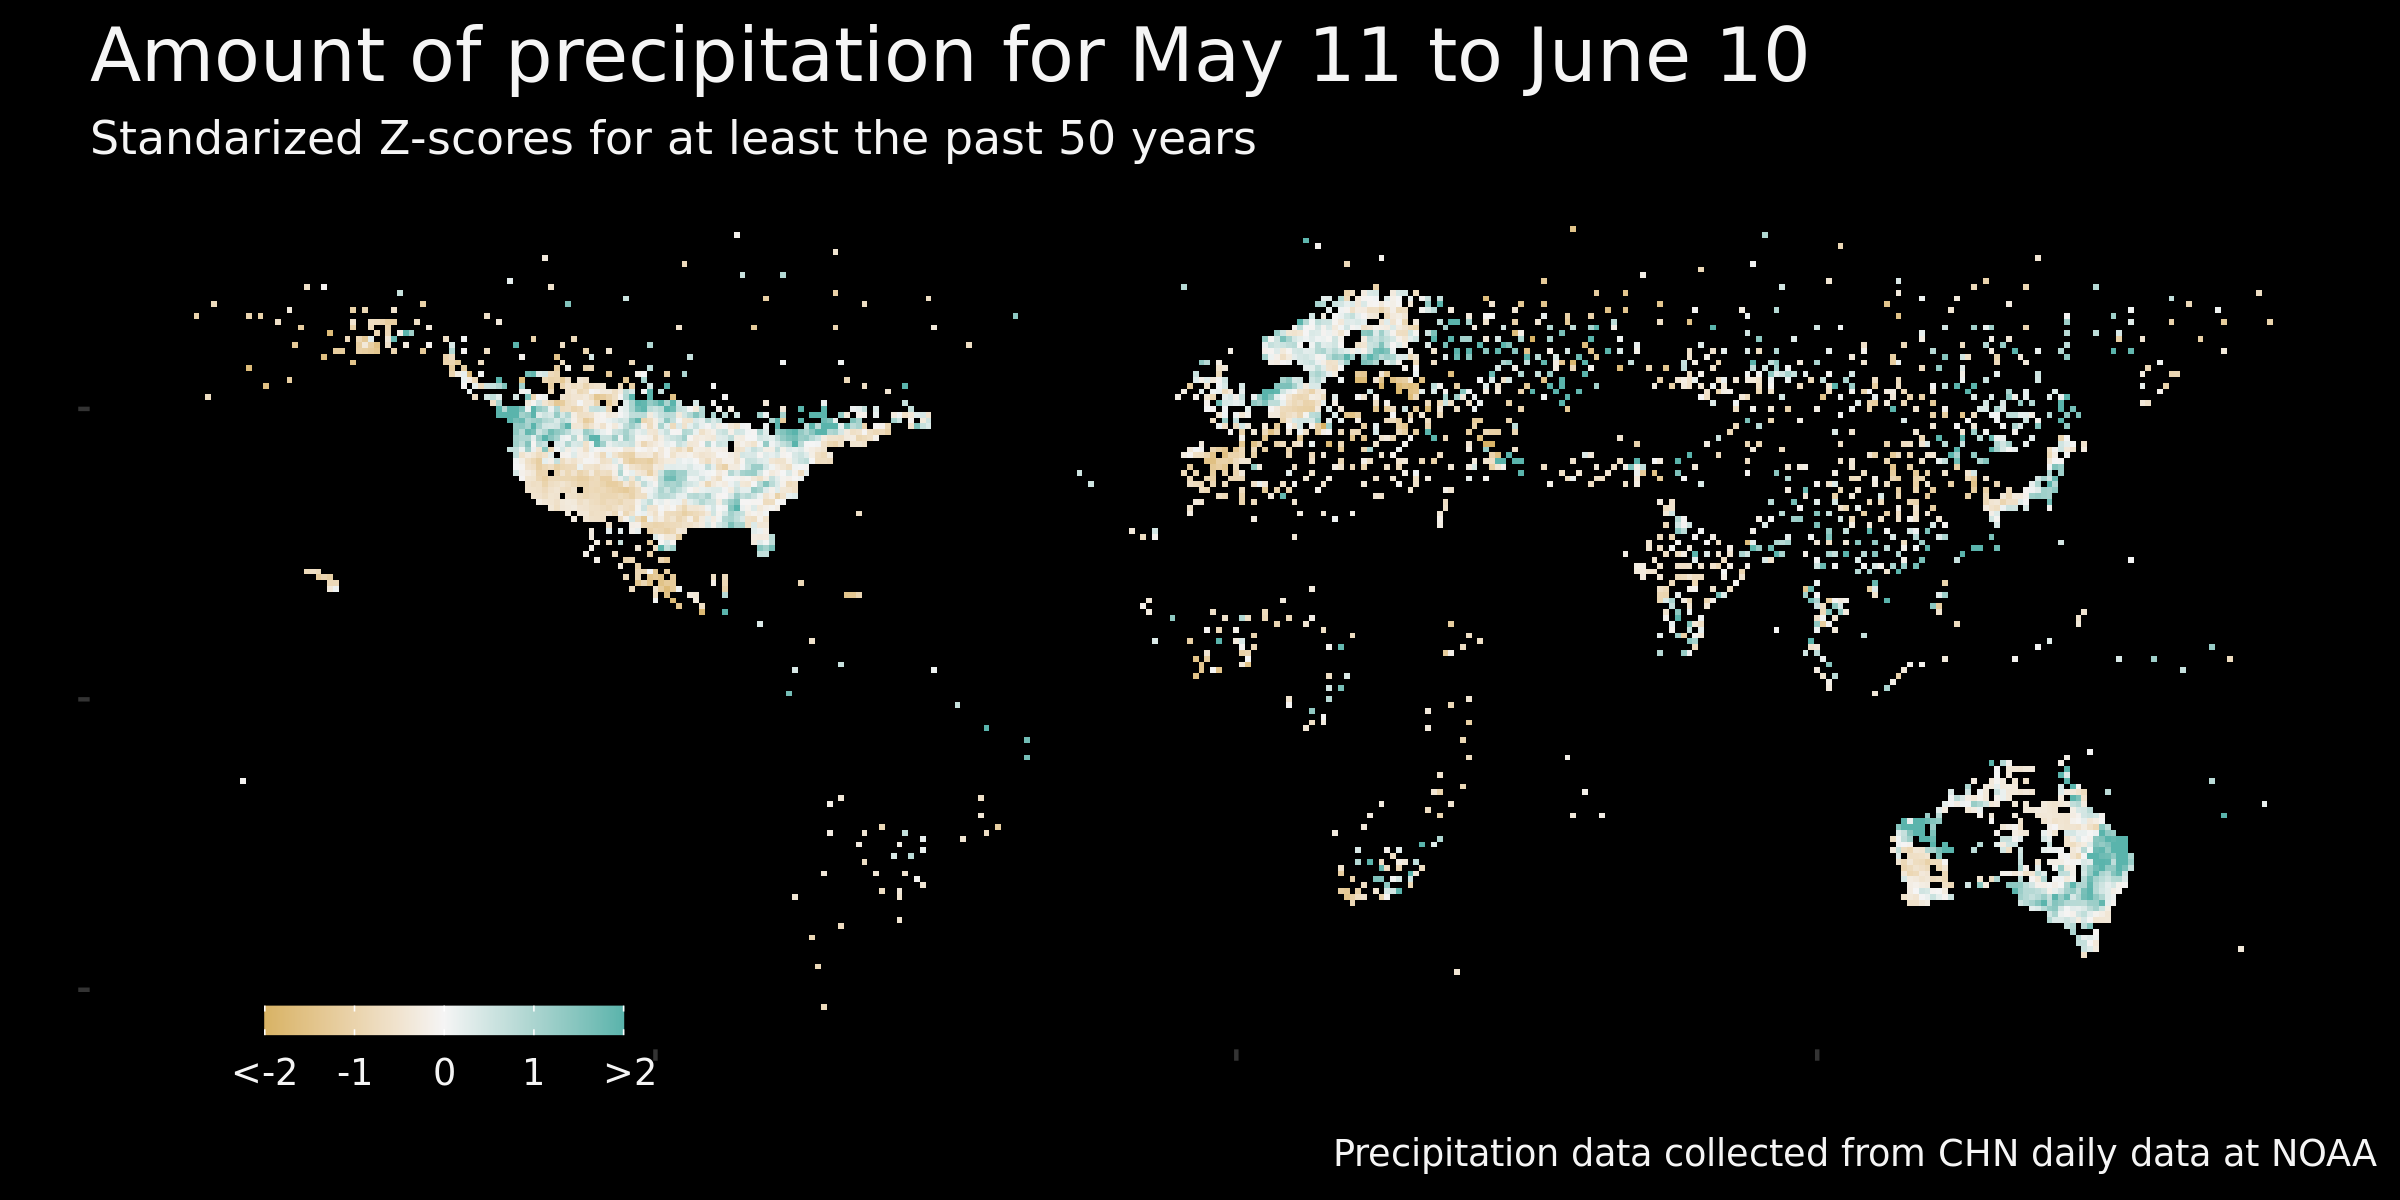 Amount of precipitation for May 11 to June 10
Standarized Z-scores for at least the past 50 years
<-2 -1 0 1 >2
Precipitation data collected from CHN daily data at NOAA